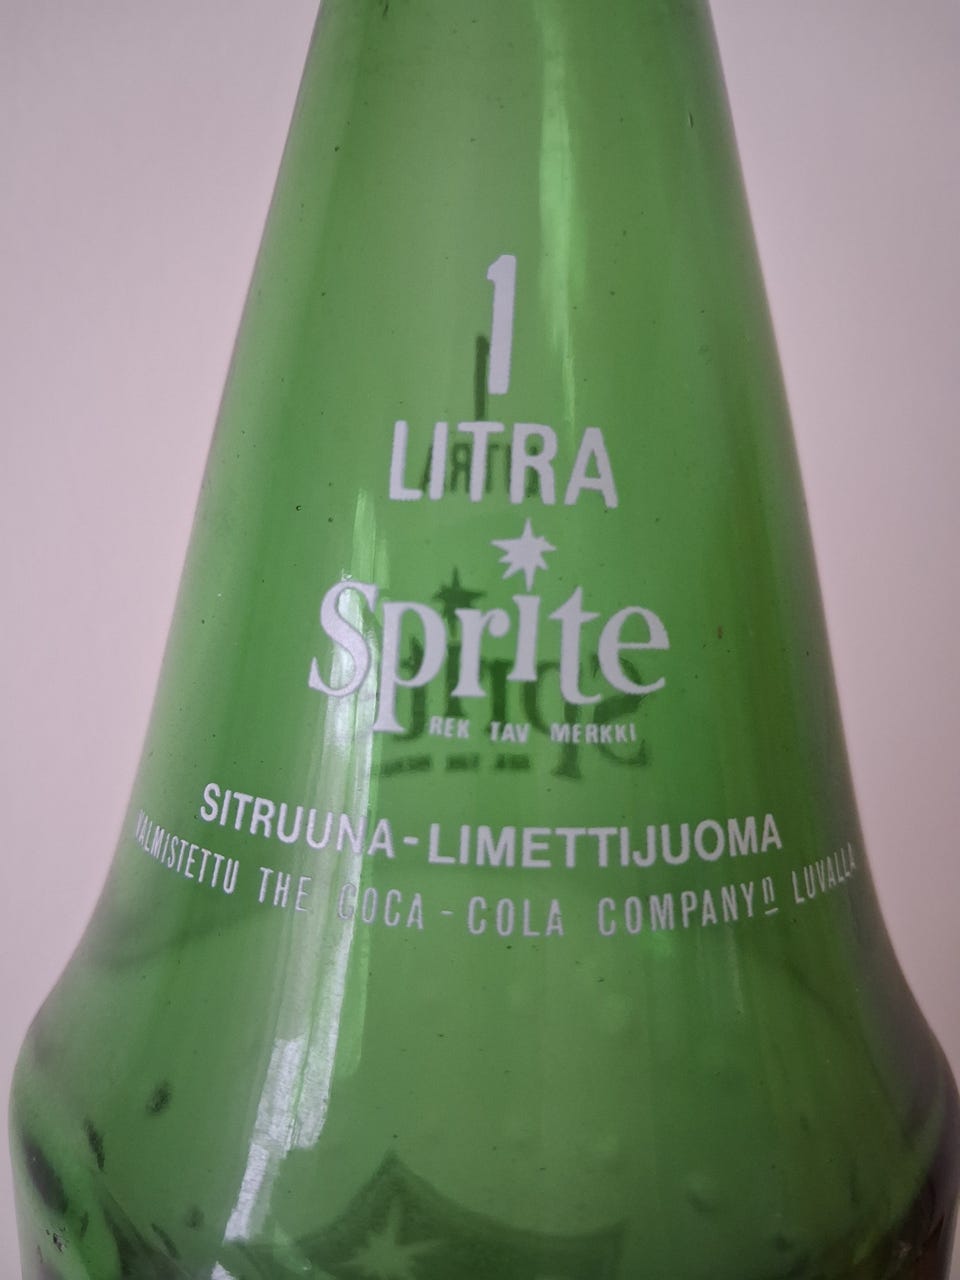 1
LITRA
Sprite
REK TAV MERKKI
SITRUUNA-LIMETTIJUOMA
VALMISTETTU THE COCA-COLA COMPANYn LUVALLA